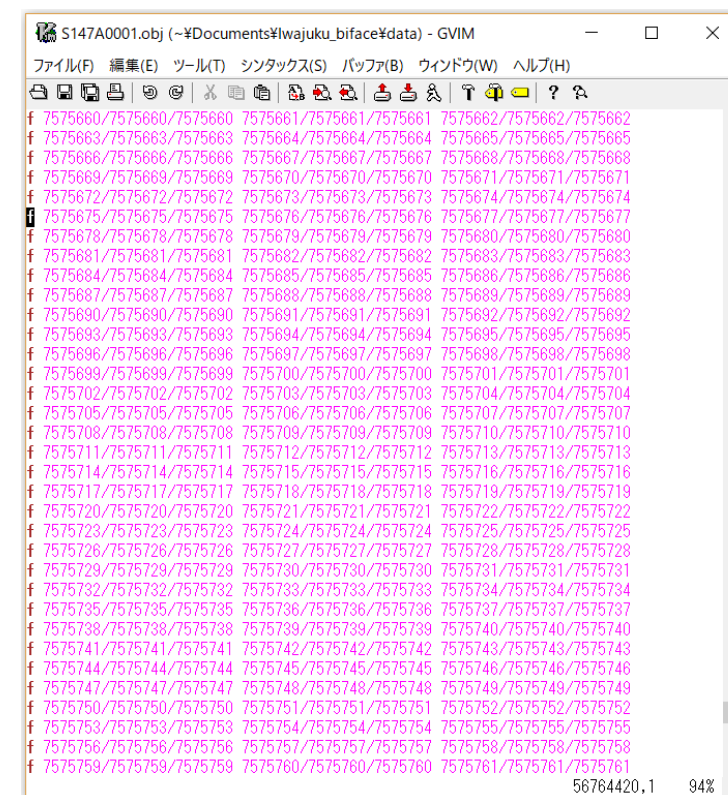 S147A0001.obj (~¥Documents¥Iwajuku_biface¥data) - GVIM
ファイル(F) 編集(E) ツール(T) シンタックス(S) バッファ(B) ウィンドウ(W) ヘルプ(H)
f 7575660/7575660/7575660 7575661/7575661/7575661 7575662/7575662/7575662
f 7575663/7575663/7575663 7575664/7575664/7575664 7575665/7575665/7575665
f 7575666/7575666/7575666 7575667/7575667/7575667 7575668/7575668/7575668
f 7575669/7575669/7575669 7575670/7575670/7575670 7575671/7575671/7575671
f 7575672/7575672/7575672 7575673/7575673/7575673 7575674/7575674/7575674
f 7575675/7575675/7575675 7575676/7575676/7575676 7575677/7575677/7575677
f 7575678/7575678/7575678 7575679/7575679/7575679 7575680/7575680/7575680
f 7575681/7575681/7575681 7575682/7575682/7575682 7575683/7575683/7575683
f 7575684/7575684/7575684 7575685/7575685/7575685 7575686/7575686/7575686
f 7575687/7575687/7575687 7575688/7575688/7575688 7575689/7575689/7575689
f 7575690/7575690/7575690 7575691/7575691/7575691 7575692/7575692/7575692
f 7575693/7575693/7575693 7575694/7575694/7575694 7575695/7575695/7575695
f 7575696/7575696/7575696 7575697/7575697/7575697 7575698/7575698/7575698
f 7575699/7575699/7575699 7575700/7575700/7575700 7575701/7575701/7575701
f 7575702/7575702/7575702 7575703/7575703/7575703 7575704/7575704/7575704
f 7575705/7575705/7575705 7575706/7575706/7575706 7575707/7575707/7575707
f 7575708/7575708/7575708 7575709/7575709/7575709 7575710/7575710/7575710
f 7575711/7575711/7575711 7575712/7575712/7575712 7575713/7575713/7575713
f 7575714/7575714/7575714 7575715/7575715/7575715 7575716/7575716/7575716
f 7575717/7575717/7575717 7575718/7575718/7575718 7575719/7575719/7575719
f 7575720/7575720/7575720 7575721/7575721/7575721 7575722/7575722/7575722
f 7575723/7575723/7575723 7575724/7575724/7575724 7575725/7575725/7575725
f 7575726/7575726/7575726 7575727/7575727/7575727 7575728/7575728/7575728
f 7575729/7575729/7575729 7575730/7575730/7575730 7575731/7575731/7575731
f 7575732/7575732/7575732 7575733/7575733/7575733 7575734/7575734/7575734
f 7575735/7575735/7575735 7575736/7575736/7575736 7575737/7575737/7575737
f 7575738/7575738/7575738 7575739/7575739/7575739 7575740/7575740/7575740
f 7575741/7575741/7575741 7575742/7575742/7575742 7575743/7575743/7575743
f 7575744/7575744/7575744 7575745/7575745/7575745 7575746/7575746/7575746
f 7575747/7575747/7575747 7575748/7575748/7575748 7575749/7575749/7575749
f 7575750/7575750/7575750 7575751/7575751/7575751 7575752/7575752/7575752
f 7575753/7575753/7575753 7575754/7575754/7575754 7575755/7575755/7575755
f 7575756/7575756/7575756 7575757/7575757/7575757 7575758/7575758/7575758
f 7575759/7575759/7575759 7575760/7575760/7575760 7575761/7575761/7575761
56764420,1 94%